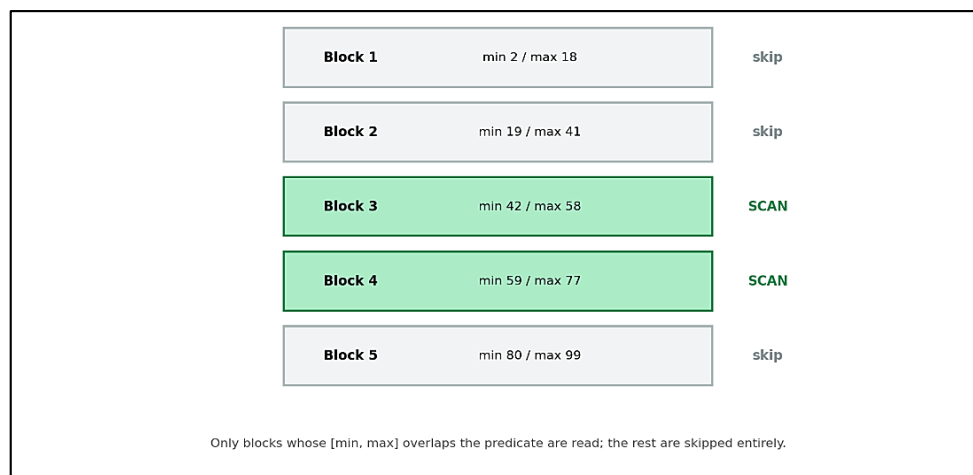 Block 1 min 2 / max 18 skip
Block 2 min 19 / max 41 skip
Block 3 min 42 / max 58 SCAN
Block 4 min 59 / max 77 SCAN
Block 5 min 80 / max 99 skip
Only blocks whose [min, max] overlaps the predicate are read; the rest are skipped entirely.